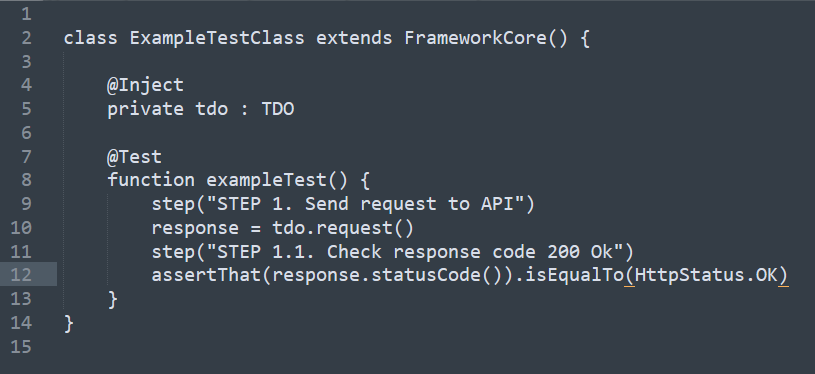 1
2 class ExampleTestClass extends FrameworkCore() {
3
4 @Inject
5 private tdo : TDO
6
7 @Test
8 function exampleTest() {
9 step("STEP 1. Send request to API")
10 response = tdo.request()
11 step("STEP 1.1. Check response code 200 Ok")
12 assertThat(response.statusCode()).isEqualTo(HttpStatus.OK)
13 }
14 }
15